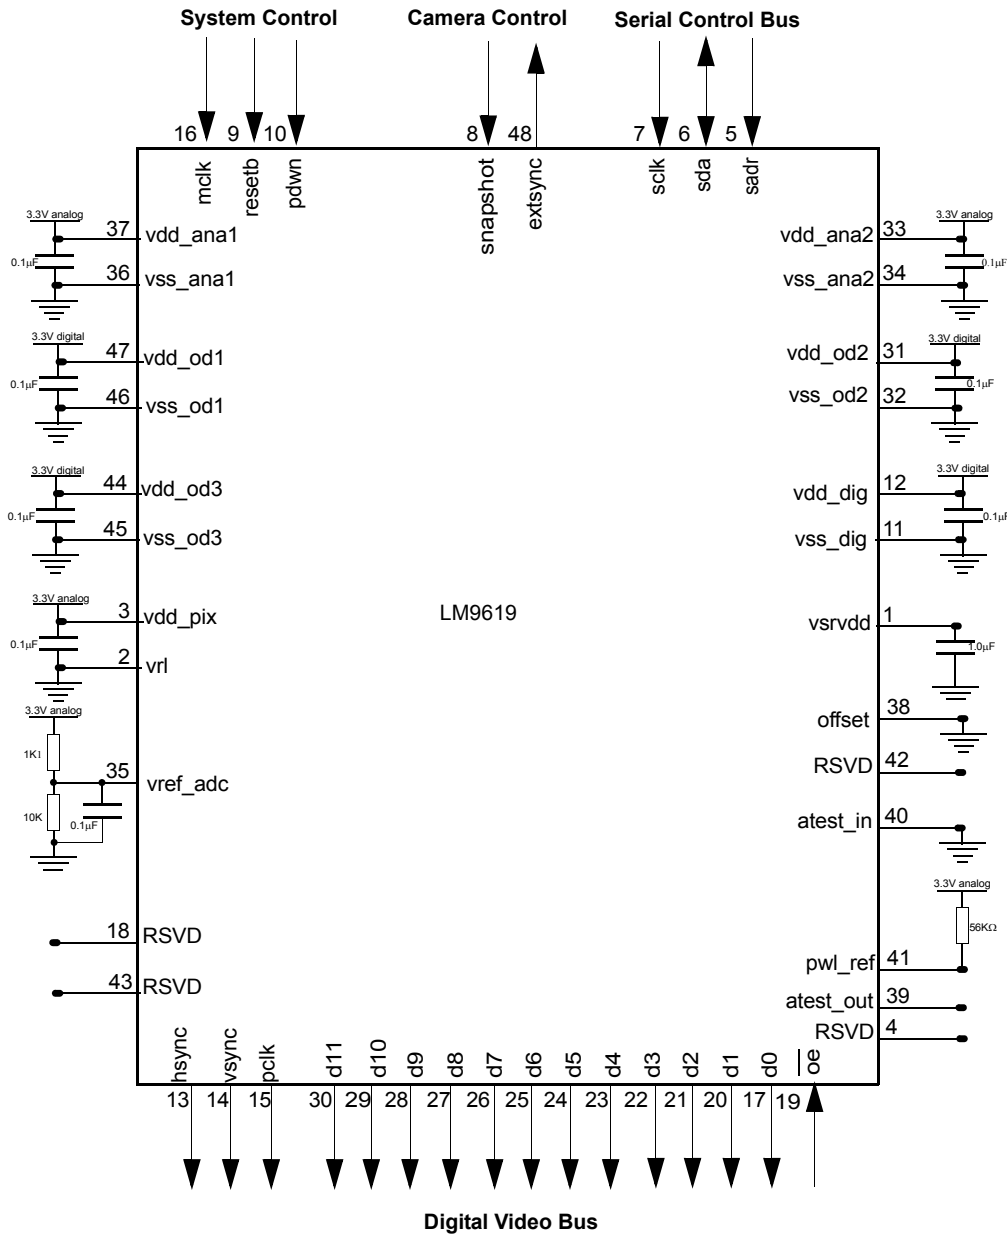 System Control
Camera Control
Serial Control Bus
16
9
10
8
48
7
6
5
mclk
resetb
pdwn
snapshot
extsync
sclk
sda
sadr
3.3V analog
37
vdd_ana1
0.1µF
36
vss_ana1
3.3V digital
47
vdd_od1
0.1µF
46
vss_od1
3.3V digital
44
vdd_od3
0.1µF
45
vss_od3
3.3V analog
3
vdd_pix
0.1µF
2
vrl
3.3V analog
35
vref_adc
10K
0.1µF
18
RSVD
43
RSVD
LM9619
3.3V analog
vdd_ana2
33
0.1µF
vss_ana2
34
3.3V digital
vdd_od2
31
0.1µF
vss_od2
32
3.3V digital
vdd_dig
12
0.1µF
vss_dig
11
vsrvdd
1
1.0µF
offset
38
RSVD
42
atest_in
40
3.3V analog
56KΩ
pwl_ref
41
atest_out
39
RSVD
4
hsync
vsync
pclk
d11
d10
d9
d8
d7
d6
d5
d4
d3
d2
d1
d0
oe
13
14
15
30
29
28
27
26
25
24
23
22
21
20
17
19
Digital Video Bus